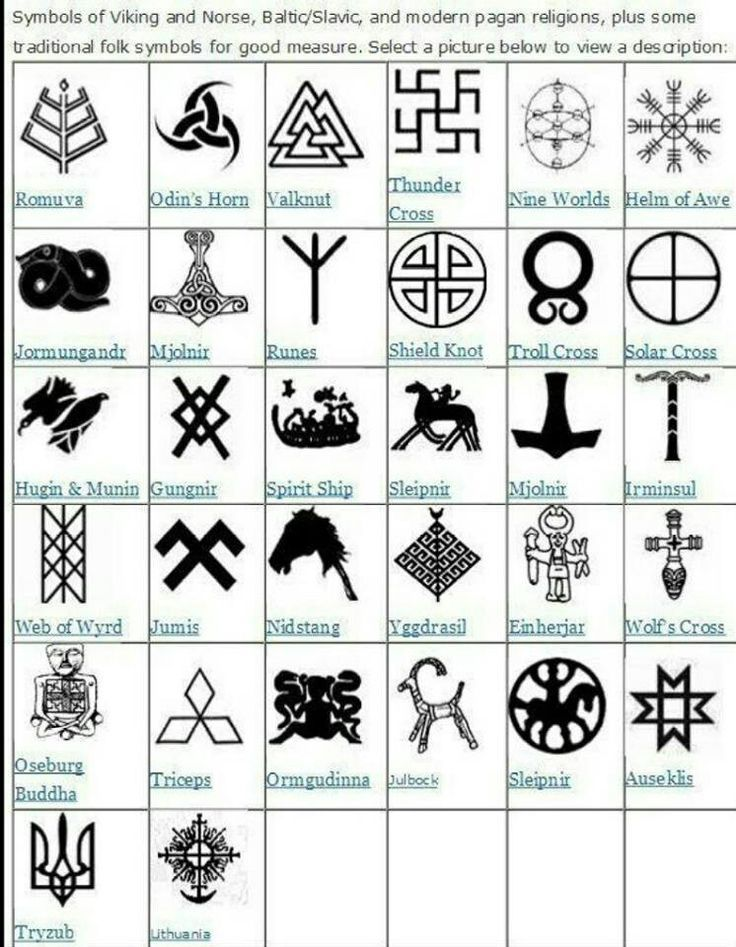 Symbols of Viking and Norse, Baltic/Slavic, and modern pagan religions, plus some
traditional folk symbols for good measure. Select a picture below to view a description:
Romuva
Odin's Horn
Valknut
Thunder
Cross
Nine Worlds
Helm of Awe
Jormungandr
Mjolnir
Runes
Shield Knot
Troll Cross
Solar Cross
Hugin & Munin
Gungnir
Spirit Ship
Sleipnir
Mjolnir
Irminsul
Web of Wyrd
Jumis
Nidstang
Yggdrasil
Einherjar
Wolf's Cross
Oseburg
Buddha
Triceps
Ormgudinna
Julbock
Sleipnir
Auseklis
Tryzub
Lithuania